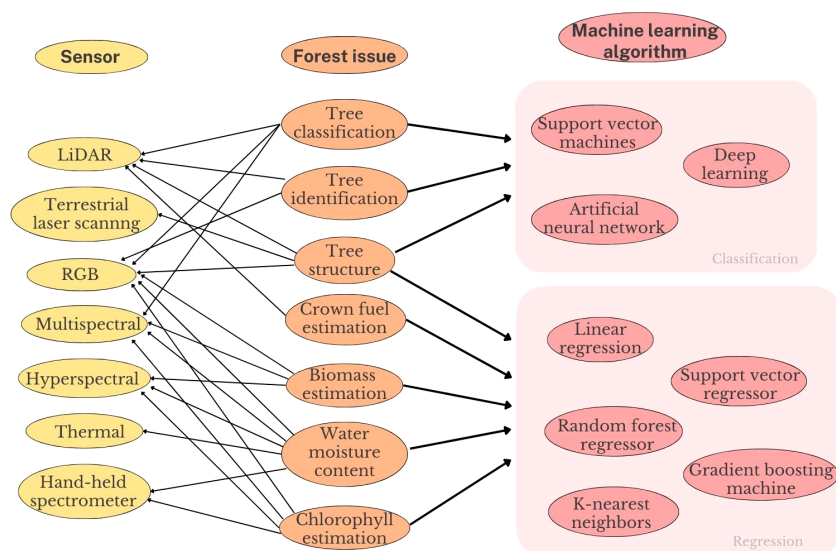 Sensor
Forest issue
Machine learning
algorithm
LiDAR
Terrestrial
laser scannng
RGB
Multispectral
Hyperspectral
Thermal
Hand-held
spectrometer
Tree
classification
Tree
identification
Tree
structure
Crown fuel
estimation
Biomass
estimation
Water
moisture
content
Chlorophyll
estimation
Support vector
machines
Deep
learning
Artificial
neural network
Classification
Linear
regression
Support vector
regressor
Random forest
regressor
Gradient boosting
machine
K-nearest
neighbors
Regression